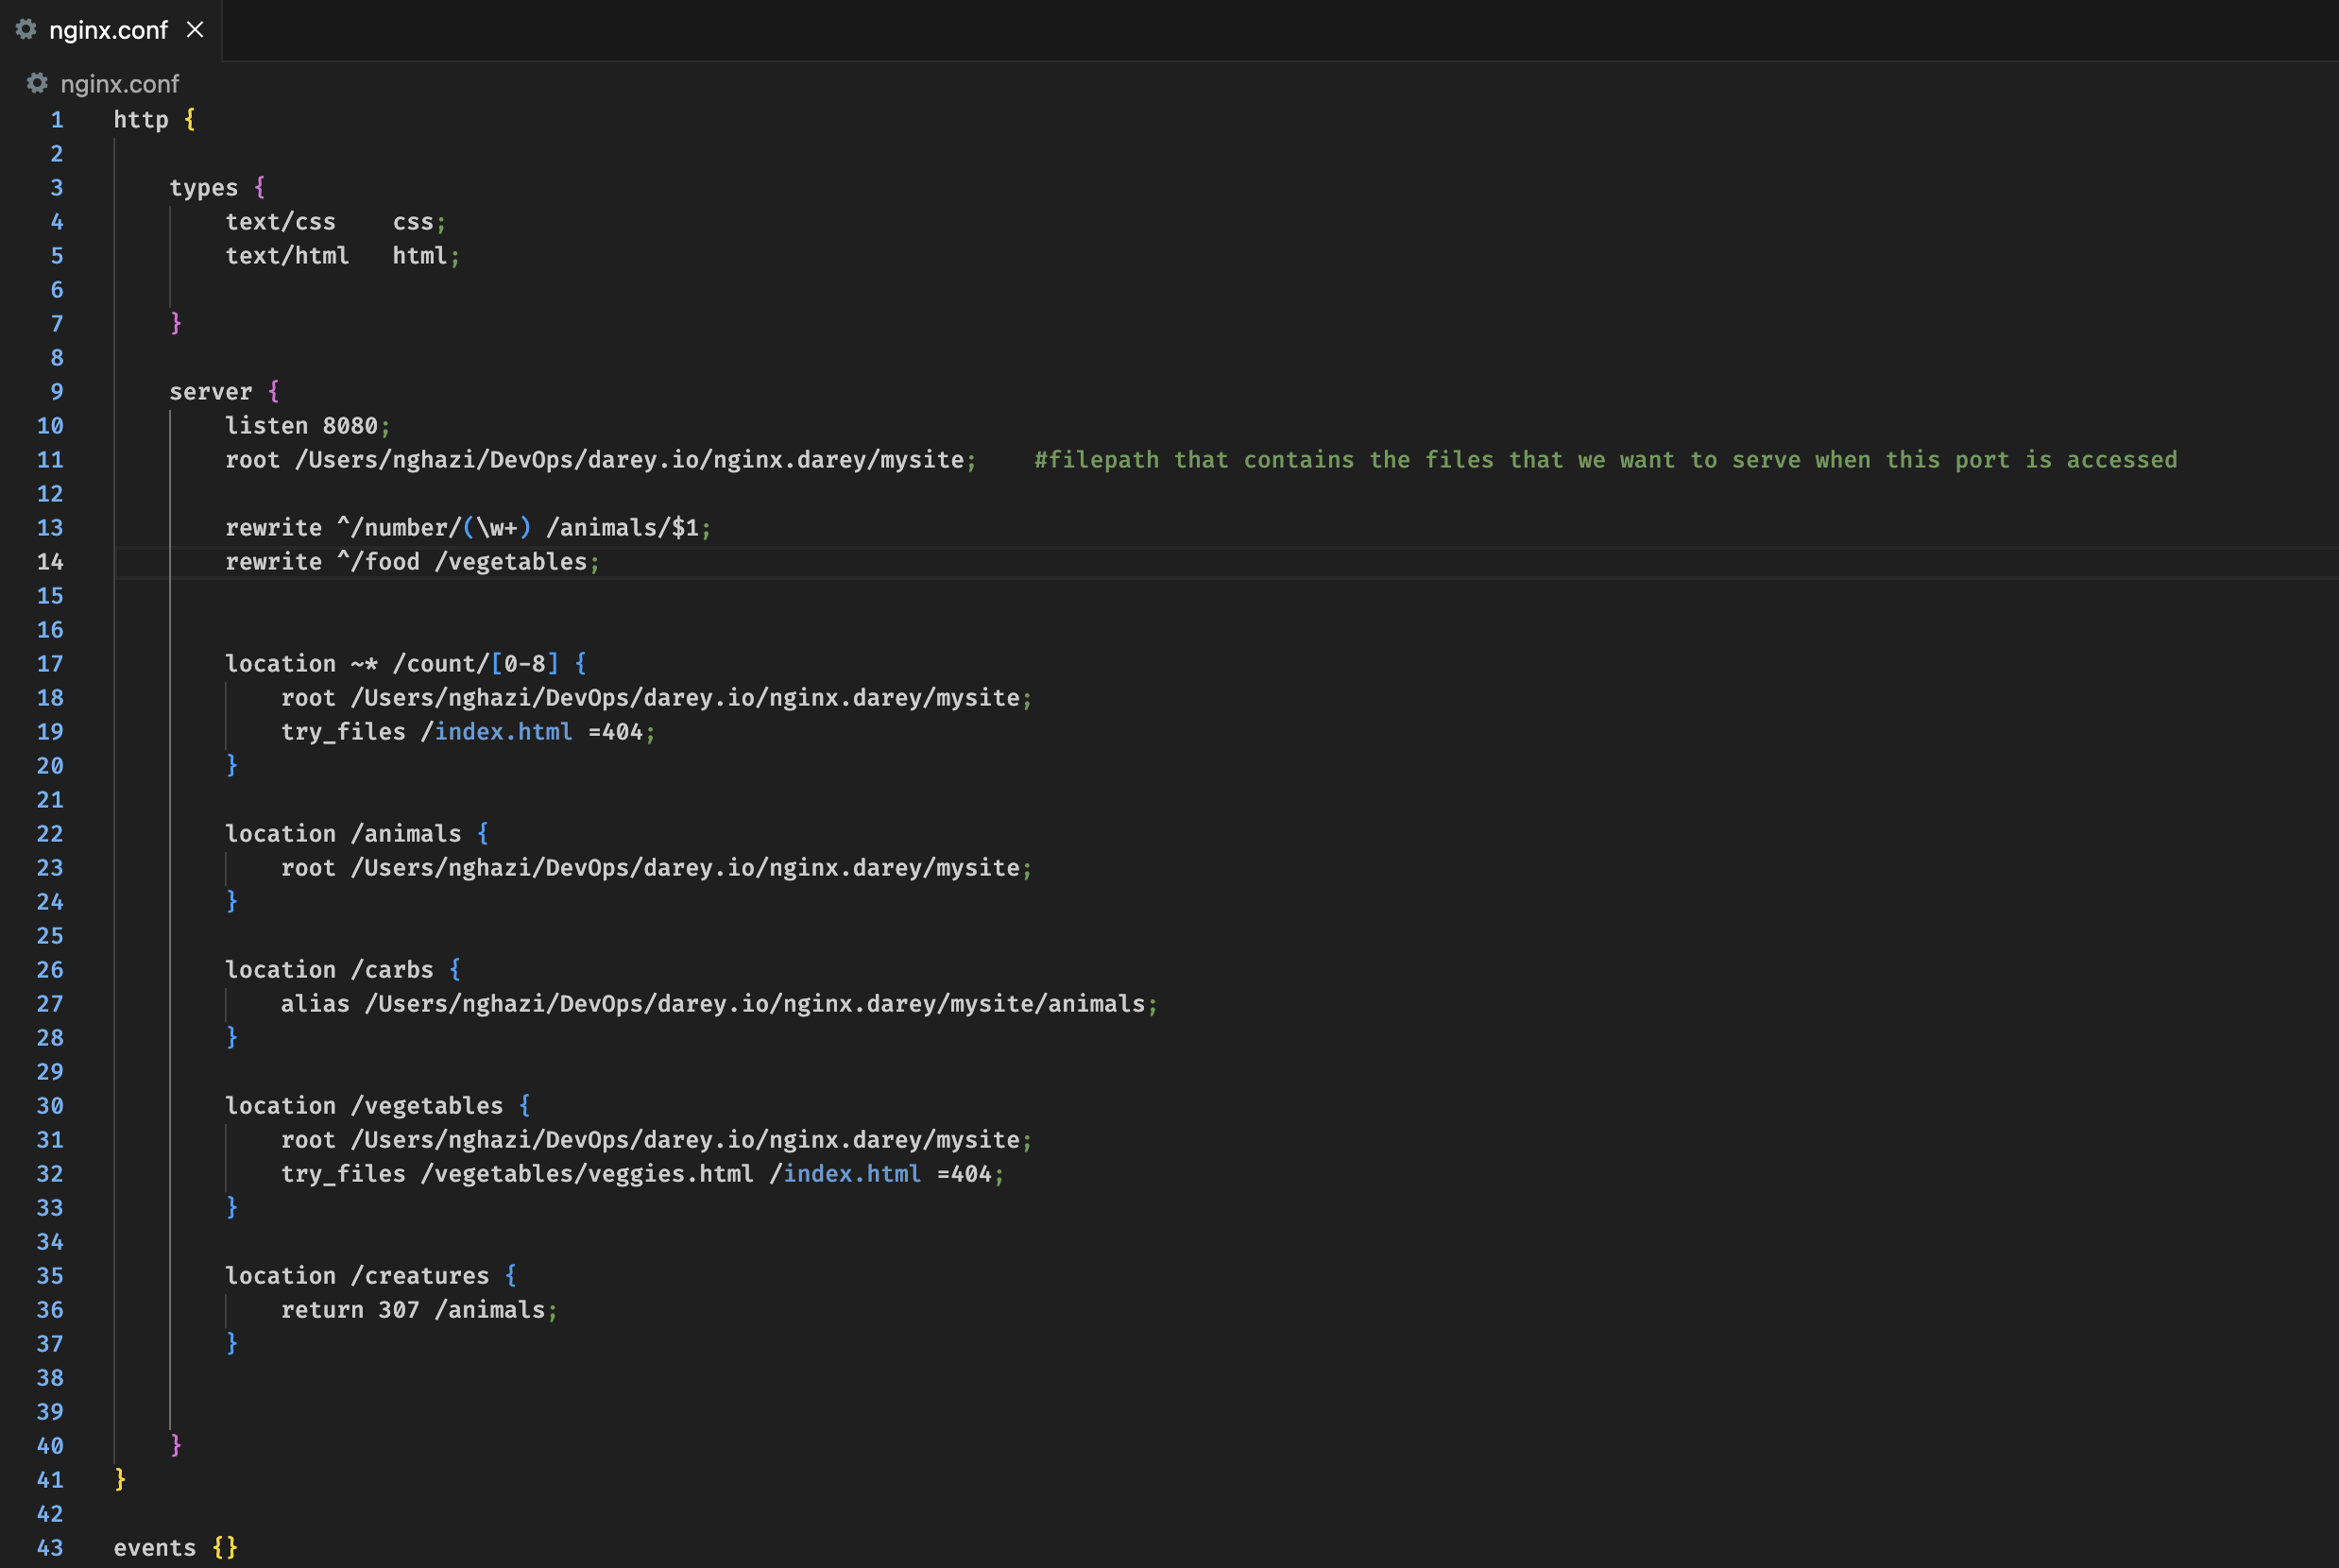 nginx.conf
nginx.conf
1 http {
2
3     types {
4         text/css    css;
5         text/html   html;
6
7     }
8
9     server {
10         listen 8080;
11         root /Users/nghazi/DevOps/darey.io/nginx.darey/mysite;    #filepath that contains the files that we want to serve when this port is accessed
12
13         rewrite ^/number/(\w+) /animals/$1;
14         rewrite ^/food /vegetables;
15
16
17         location ~* /count/[0-8] {
18             root /Users/nghazi/DevOps/darey.io/nginx.darey/mysite;
19             try_files /index.html =404;
20         }
21
22         location /animals {
23             root /Users/nghazi/DevOps/darey.io/nginx.darey/mysite;
24         }
25
26         location /carbs {
27             alias /Users/nghazi/DevOps/darey.io/nginx.darey/mysite/animals;
28         }
29
30         location /vegetables {
31             root /Users/nghazi/DevOps/darey.io/nginx.darey/mysite;
32             try_files /vegetables/veggies.html /index.html =404;
33         }
34
35         location /creatures {
36             return 307 /animals;
37         }
38
39
40     }
41 }
42
43 events {}